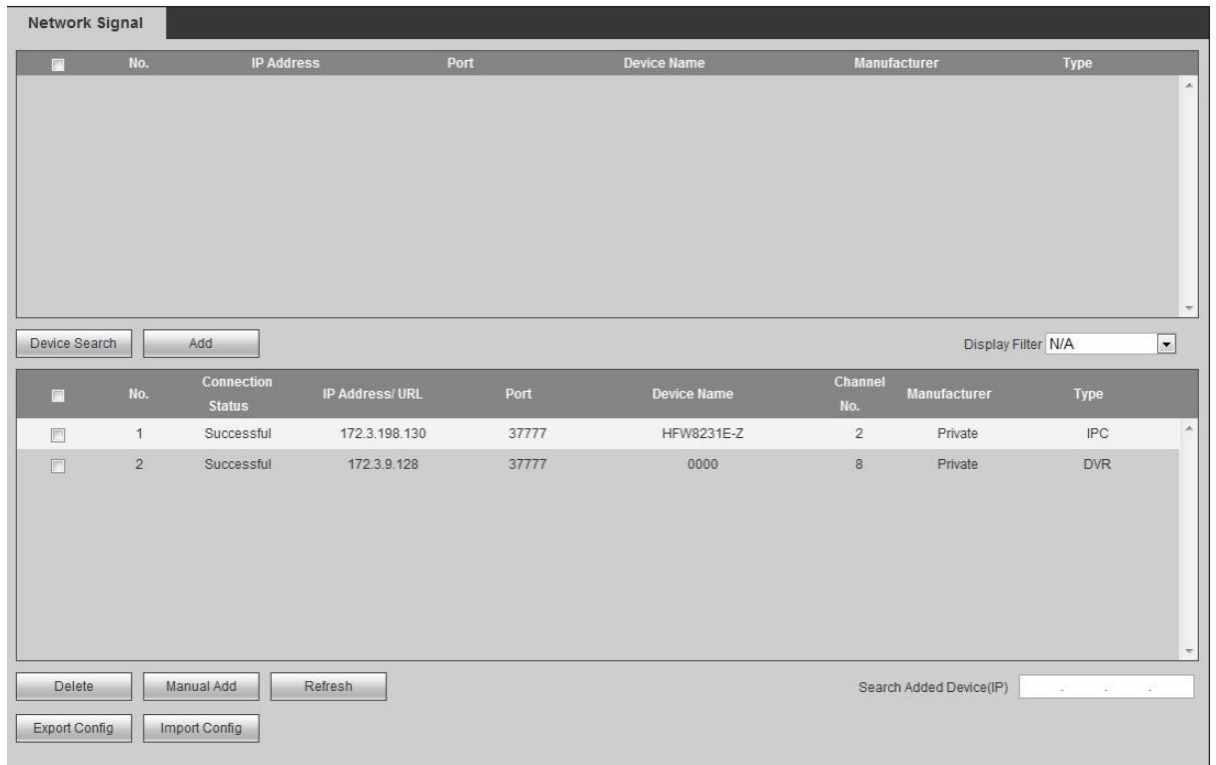 Network Signal
No. IP Address Port Device Name Manufacturer Type
Device Search Add Display Filter N/A
No. Connection Status IP Address/ URL Port Device Name Channel No. Manufacturer Type
1 Successful 172.3.198.130 37777 HFW8231E-Z 2 Private IPC
2 Successful 172.3.9.128 37777 0000 8 Private DVR
Delete Manual Add Refresh Search Added Device(IP) . . .
Export Config Import Config